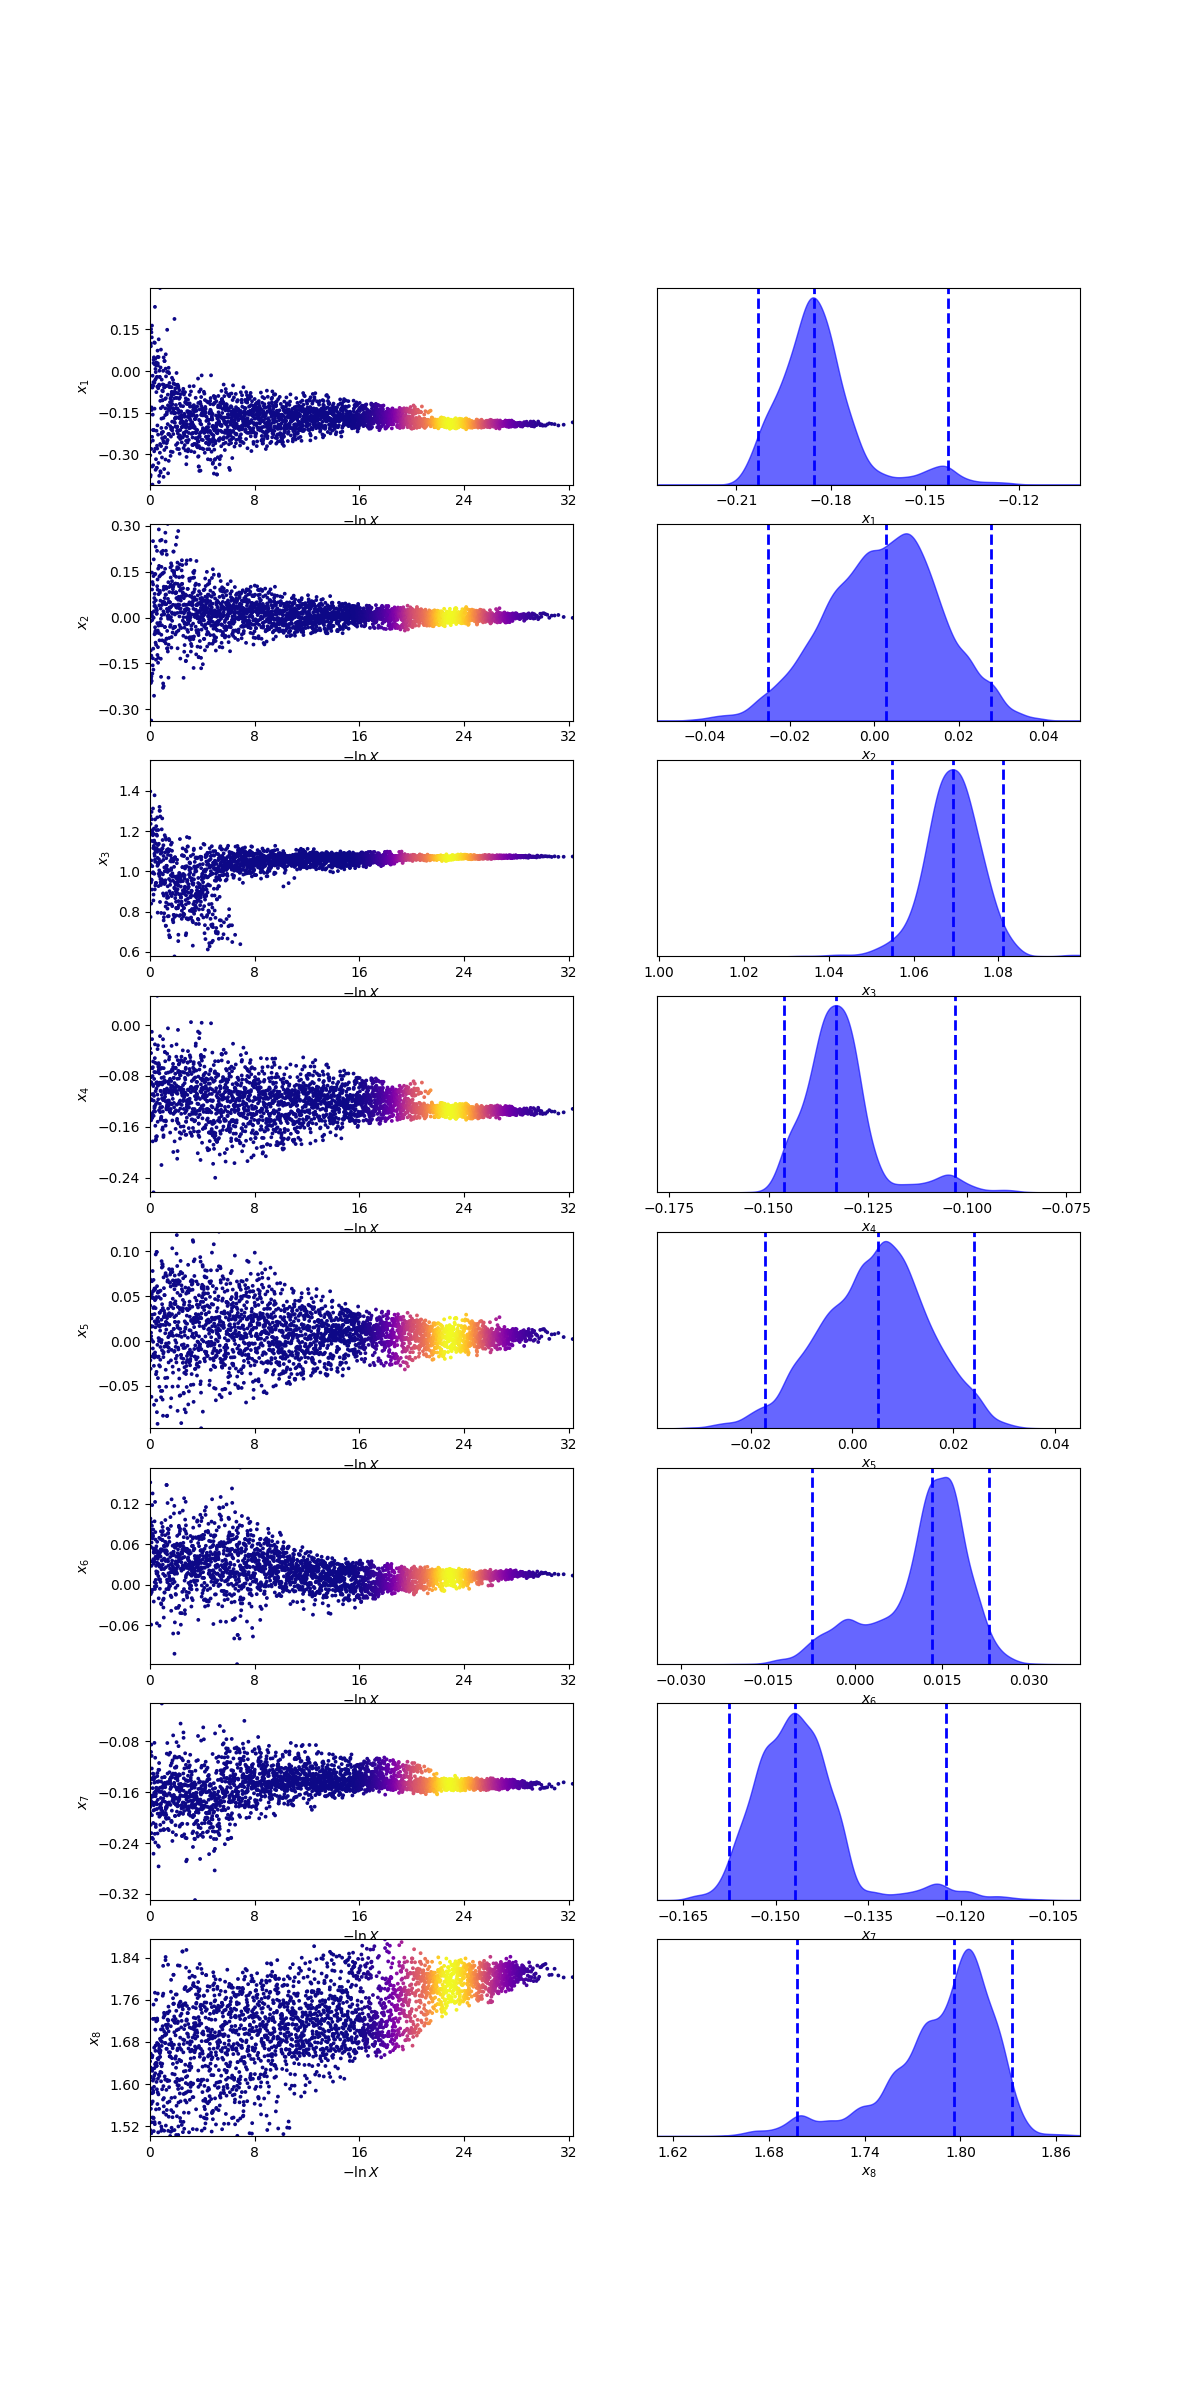 0.15
0.00
−0.15
−0.30
x₁
0 8 16 24 32
−ln X
−0.21 −0.18 −0.15 −0.12
x₁
0.30
0.15
0.00
−0.15
−0.30
x₂
0 8 16 24 32
−ln X
−0.04 −0.02 0.00 0.02 0.04
x₂
1.4
1.2
1.0
0.8
0.6
x₃
0 8 16 24 32
−ln X
1.00 1.02 1.04 1.06 1.08
x₃
0.00
−0.08
−0.16
−0.24
x₄
0 8 16 24 32
−ln X
−0.175 −0.150 −0.125 −0.100 −0.075
x₄
0.10
0.05
0.00
−0.05
x₅
0 8 16 24 32
−ln X
−0.02 0.00 0.02 0.04
x₅
0.12
0.06
0.00
−0.06
x₆
0 8 16 24 32
−ln X
−0.030 −0.015 0.000 0.015 0.030
x₆
−0.08
−0.16
−0.24
−0.32
x₇
0 8 16 24 32
−ln X
−0.165 −0.150 −0.135 −0.120 −0.105
x₇
1.84
1.76
1.68
1.60
1.52
x₈
0 8 16 24 32
−ln X
1.62 1.68 1.74 1.80 1.86
x₈